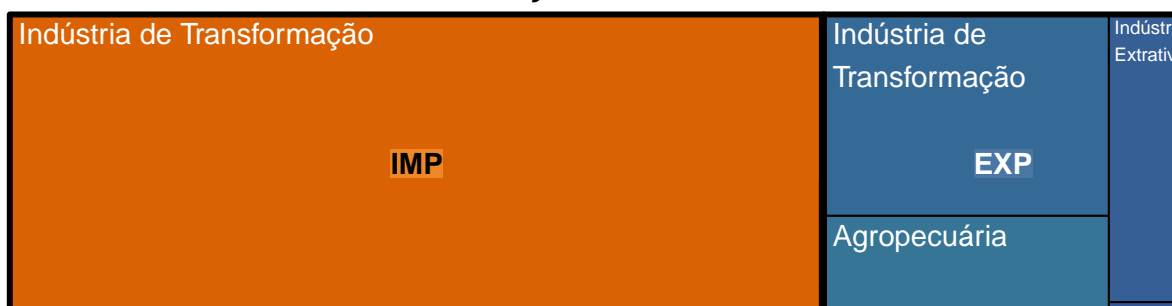 Indústria de Transformação
IMP
Indústria de
Transformação
EXP
Agropecuária